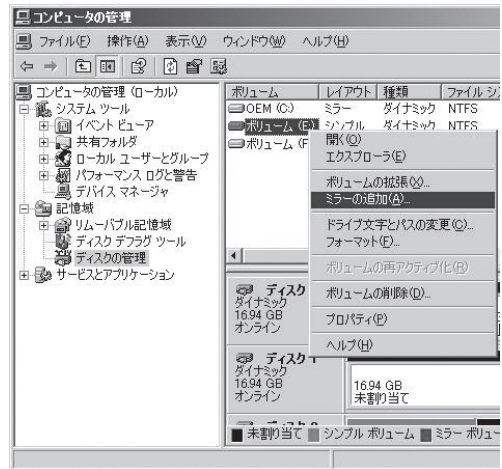 コンピュータの管理
ファイル(F) 操作(A) 表示(V) ウィンドウ(W) ヘルプ(H)
コンピュータの管理 (ローカル)
システム ツール
イベント ビューア
共有フォルダ
ローカル ユーザーとグループ
パフォーマンス ログと警告
デバイス マネージャ
記憶域
リムーバブル記憶域
ディスク デフラグ ツール
ディスクの管理
サービスとアプリケーション
ボリューム レイアウト 種類 ファイル シ
OEM (C:) ミラー ダイナミック NTFS
ボリューム (E) シンプル ダイナミック NTFS
ボリューム (F
開く(O)
エクスプローラ(E)
ボリュームの拡張(X)...
ミラーの追加(A)...
ドライブ文字とパスの変更(C)...
フォーマット(F)...
ボリュームの再アクティブ化(R)
ボリュームの削除(D)...
プロパティ(P)
ヘルプ(H)
ディスク
ダイナミック
16.94 GB
オンライン
ディスク 1
ダイナミック
16.94 GB
オンライン
16.94 GB
未割り当て
未割り当て シンプル ボリューム ミラー ボリュー